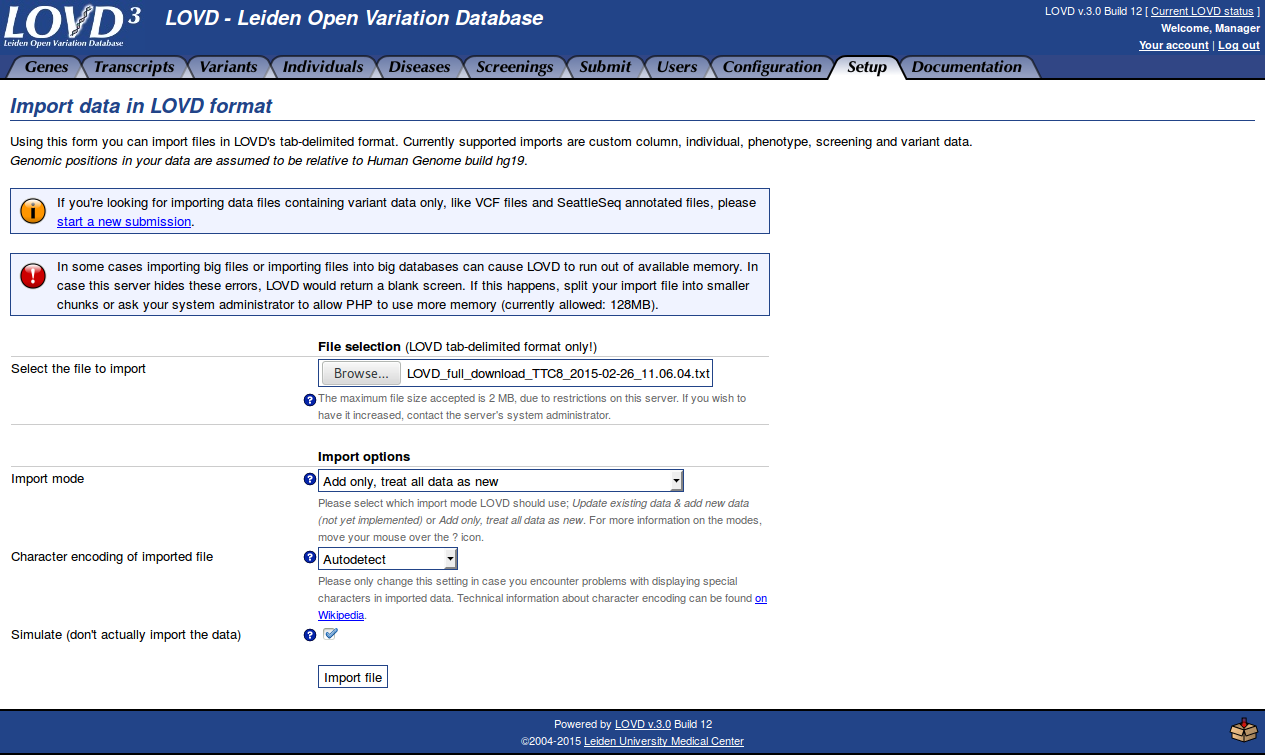 LOVD 3
Leiden Open Variation Database
LOVD - Leiden Open Variation Database
LOVD v.3.0 Build 12 [ Current LOVD status ]
Welcome, Manager
Your account | Log out
Genes Transcripts Variants Individuals Diseases Screenings Submit Users Configuration Setup Documentation
Import data in LOVD format
Using this form you can import files in LOVD's tab-delimited format. Currently supported imports are custom column, individual, phenotype, screening and variant data.
Genomic positions in your data are assumed to be relative to Human Genome build hg19.
If you're looking for importing data files containing variant data only, like VCF files and SeattleSeq annotated files, please
start a new submission.
In some cases importing big files or importing files into big databases can cause LOVD to run out of available memory. In
case this server hides these errors, LOVD would return a blank screen. If this happens, split your import file into smaller
chunks or ask your system administrator to allow PHP to use more memory (currently allowed: 128MB).
File selection (LOVD tab-delimited format only!)
Select the file to import
Browse... LOVD_full_download_TTC8_2015-02-26_11.06.04.txt
? The maximum file size accepted is 2 MB, due to restrictions on this server. If you wish to
have it increased, contact the server's system administrator.
Import options
Import mode ? Add only, treat all data as new
Please select which import mode LOVD should use; Update existing data & add new data
(not yet implemented) or Add only, treat all data as new. For more information on the modes,
move your mouse over the ? icon.
Character encoding of imported file ? Autodetect
Please only change this setting in case you encounter problems with displaying special
characters in imported data. Technical information about character encoding can be found on
Wikipedia.
Simulate (don't actually import the data) ?
Import file
Powered by LOVD v.3.0 Build 12
©2004-2015 Leiden University Medical Center